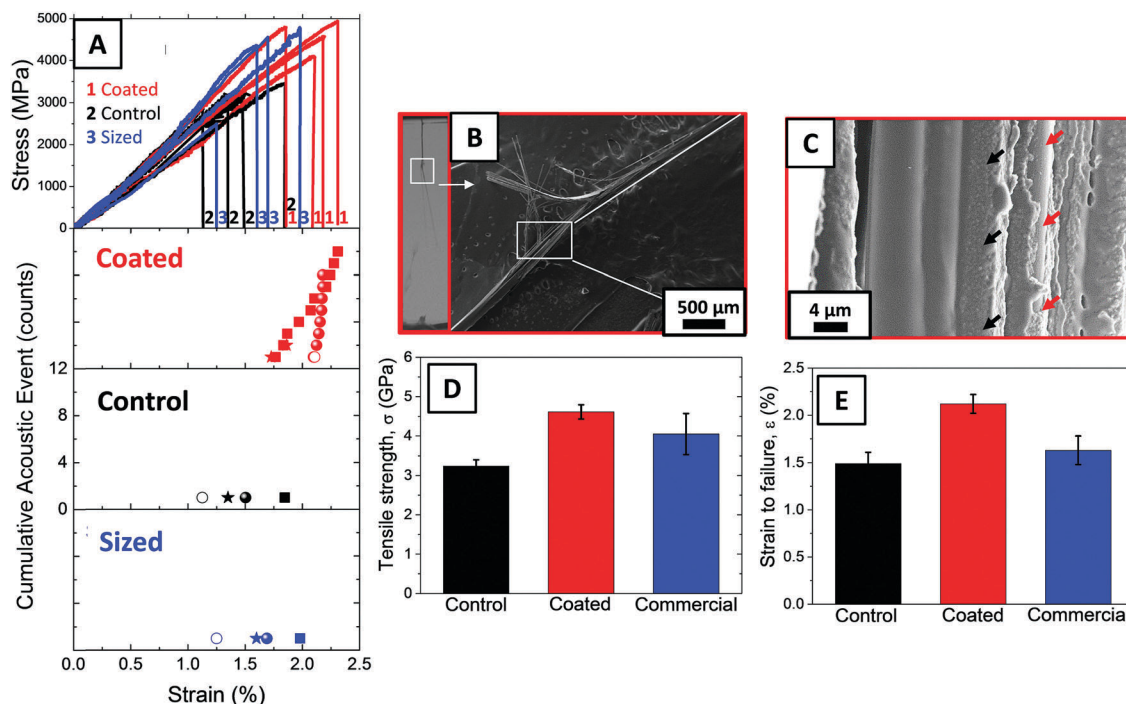 A
Stress (MPa)
5000
4000
3000
2000
1000
0
1 Coated
2 Control
3 Sized
2 3 2 2 3 3 2 1 3 1 1 1
Cumulative Acoustic Event (counts)
Coated
12
Control
8
4
0
Sized
0.0 0.5 1.0 1.5 2.0 2.5
Strain (%)
B
500 µm
C
4 µm
D
Tensile strength, σ (GPa)
6
5
4
3
2
1
0
Control Coated Commercial
E
Strain to failure, ε (%)
2.5
2.0
1.5
1.0
0.5
0.0
Control Coated Commercial